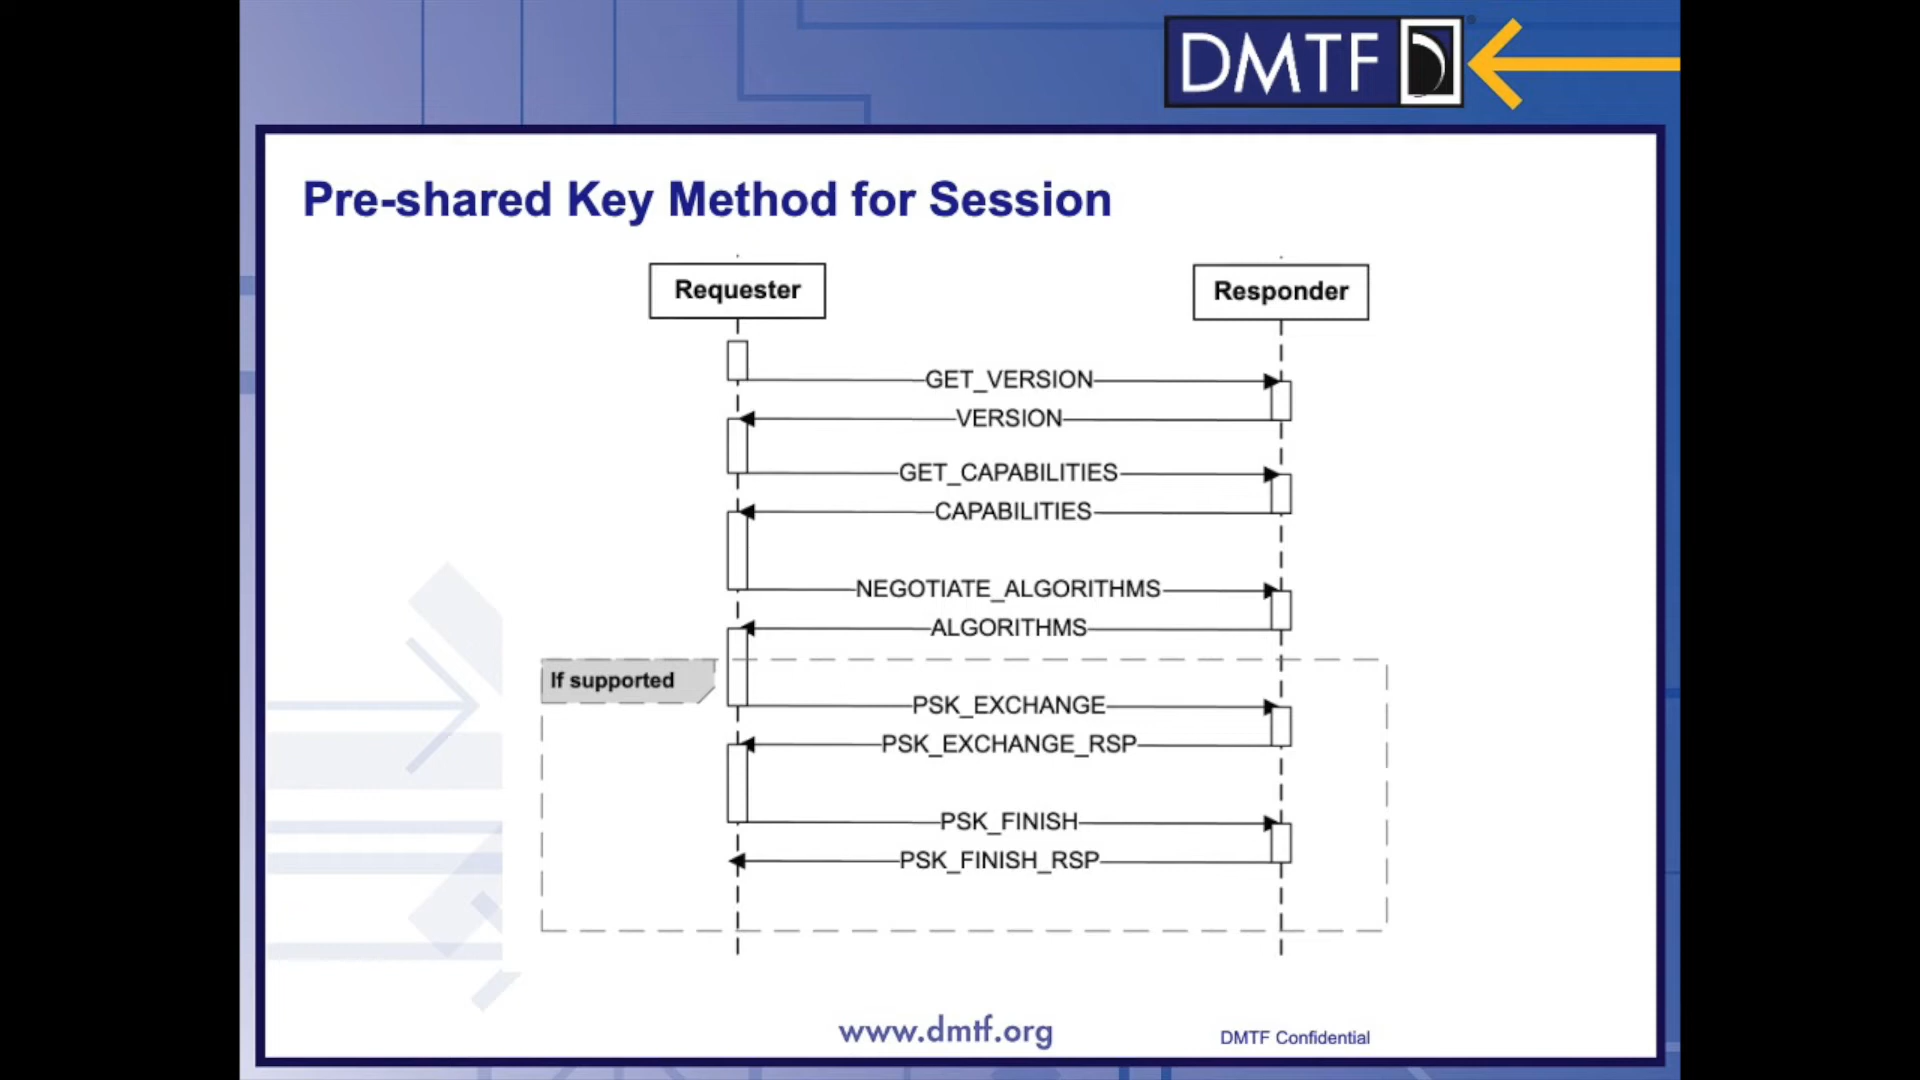 DMTF
Pre-shared Key Method for Session
Requester
Responder
GET_VERSION
VERSION
GET_CAPABILITIES
CAPABILITIES
NEGOTIATE_ALGORITHMS
ALGORITHMS
If supported
PSK_EXCHANGE
PSK_EXCHANGE_RSP
PSK_FINISH
PSK_FINISH_RSP
www.dmtf.org
DMTF Confidential